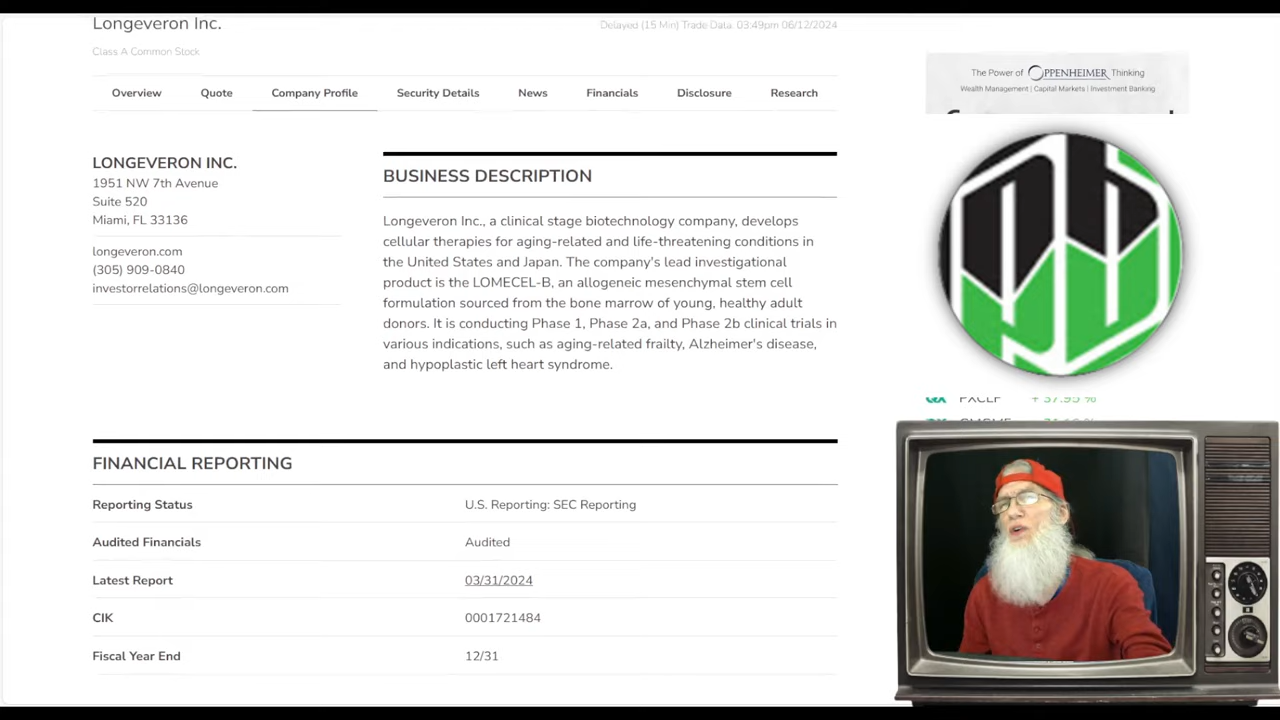 Longeveron Inc.
Delayed (15 Min) Trade Data: 03:49pm 06/12/2024
Class A Common Stock
Overview Quote Company Profile Security Details News Financials Disclosure Research
The Power of OPPENHEIMER Thinking
Wealth Management | Capital Markets | Investment Banking
LONGEVERON INC.
1951 NW 7th Avenue
Suite 520
Miami, FL 33136
longeveron.com
(305) 909-0840
investorrelations@longeveron.com
BUSINESS DESCRIPTION
Longeveron Inc., a clinical stage biotechnology company, develops
cellular therapies for aging-related and life-threatening conditions in
the United States and Japan. The company's lead investigational
product is the LOMECEL-B, an allogeneic mesenchymal stem cell
formulation sourced from the bone marrow of young, healthy adult
donors. It is conducting Phase 1, Phase 2a, and Phase 2b clinical trials in
various indications, such as aging-related frailty, Alzheimer's disease,
and hypoplastic left heart syndrome.
+ 37.95 %
FINANCIAL REPORTING
Reporting Status U.S. Reporting: SEC Reporting
Audited Financials Audited
Latest Report 03/31/2024
CIK 0001721484
Fiscal Year End 12/31